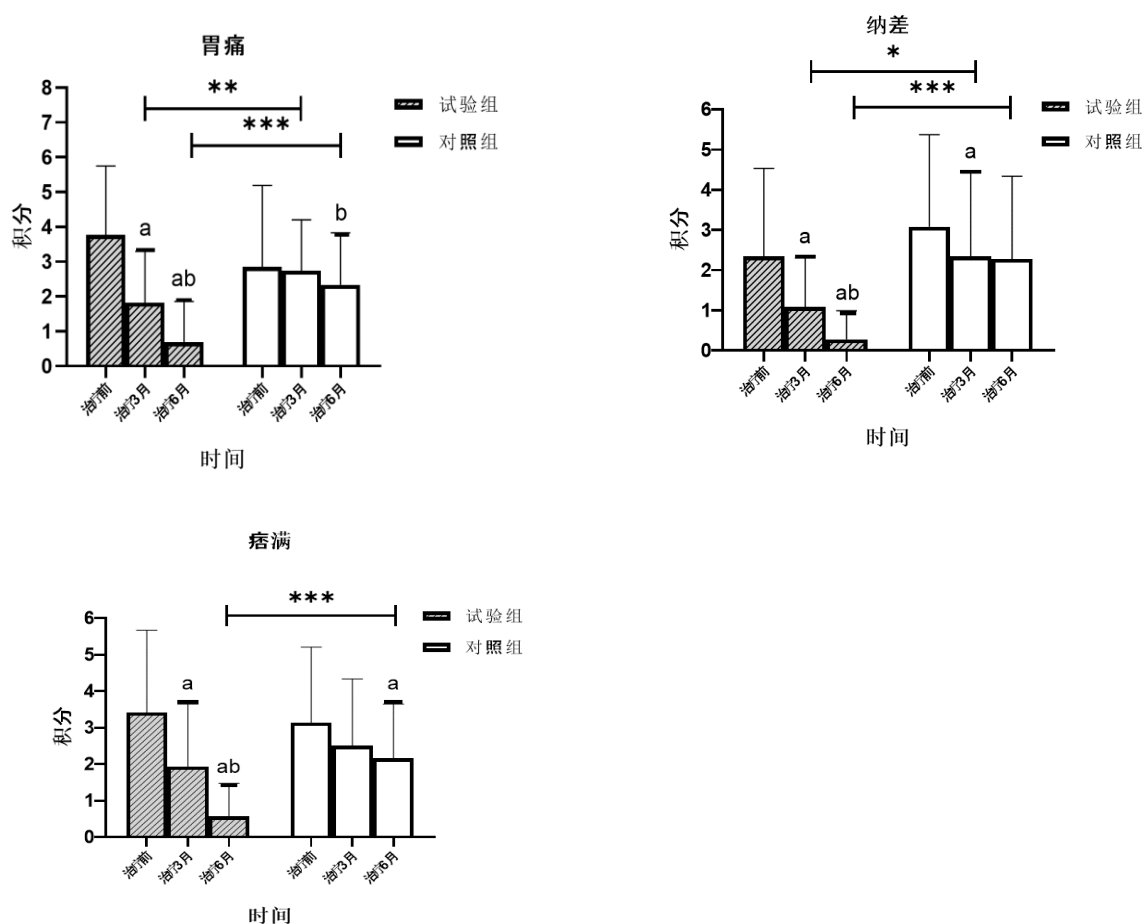 胃痛
**
***
试验组
对照组
8
7
6
5
4
3
2
1
0
积分
a
ab
b
治疗前
治疗3月
治疗6月
治疗前
治疗3月
治疗6月
时间
纳差
*
***
试验组
对照组
6
5
4
3
2
1
0
积分
a
ab
a
治疗前
治疗3月
治疗6月
治疗前
治疗3月
治疗6月
时间
痞满
***
试验组
对照组
6
5
4
3
2
1
0
积分
a
ab
a
治疗前
治疗3月
治疗6月
治疗前
治疗3月
治疗6月
时间